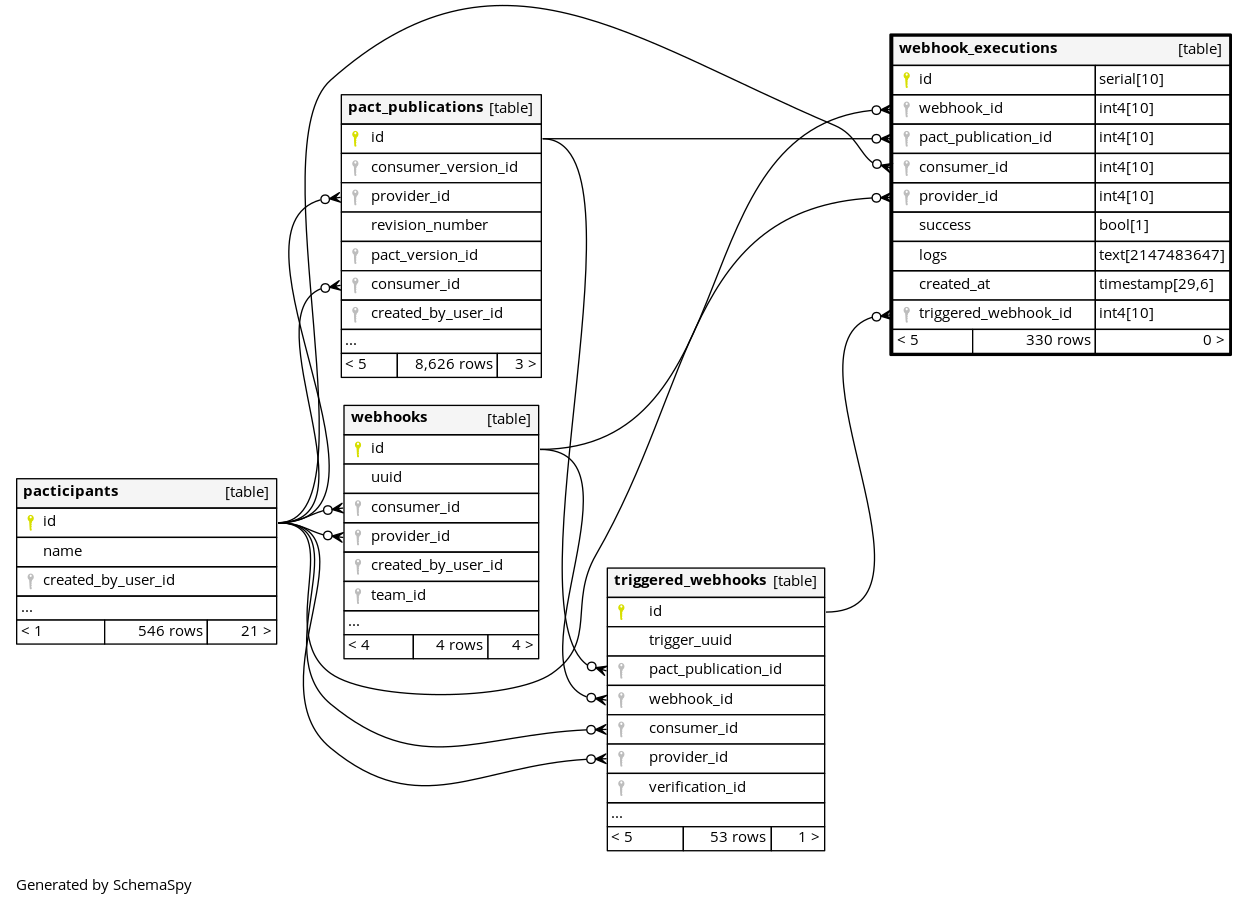 webhook_executions [table]
id serial[10]
webhook_id int4[10]
pact_publication_id int4[10]
consumer_id int4[10]
provider_id int4[10]
success bool[1]
logs text[2147483647]
created_at timestamp[29,6]
triggered_webhook_id int4[10]
< 5 330 rows 0 >
pact_publications [table]
id
consumer_version_id
provider_id
revision_number
pact_version_id
consumer_id
created_by_user_id
...
< 5 8,626 rows 3 >
webhooks [table]
id
uuid
consumer_id
provider_id
created_by_user_id
team_id
...
< 4 4 rows 4 >
pacticipants [table]
id
name
created_by_user_id
...
< 1 546 rows 21 >
triggered_webhooks [table]
id
trigger_uuid
pact_publication_id
webhook_id
consumer_id
provider_id
verification_id
...
< 5 53 rows 1 >
Generated by SchemaSpy